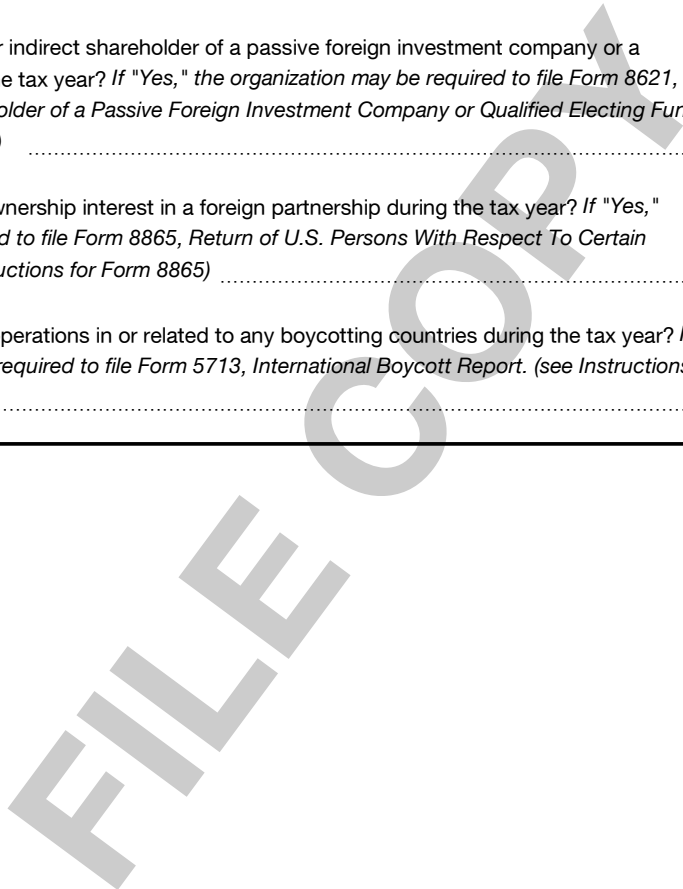 r indirect shareholder of a passive foreign investment company or a
e tax year? If "Yes," the organization may be required to file Form 8621,
older of a Passive Foreign Investment Company or Qualified Electing Fun
)
wnership interest in a foreign partnership during the tax year? If "Yes,"
d to file Form 8865, Return of U.S. Persons With Respect To Certain
uctions for Form 8865)
perations in or related to any boycotting countries during the tax year?
required to file Form 5713, International Boycott Report. (see Instructions
FILE COPY